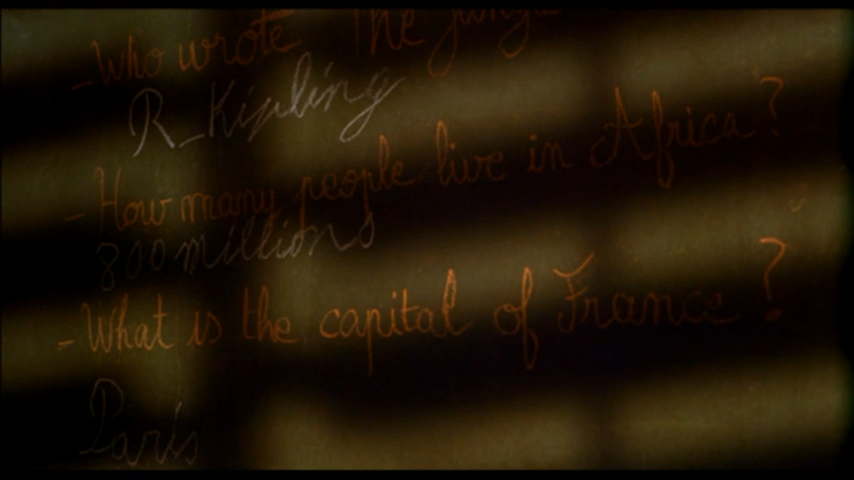 - Who wrote The jungle
R_Kipling
- How many people live in Africa ?
800 millions
- What is the capital of France ?
Paris